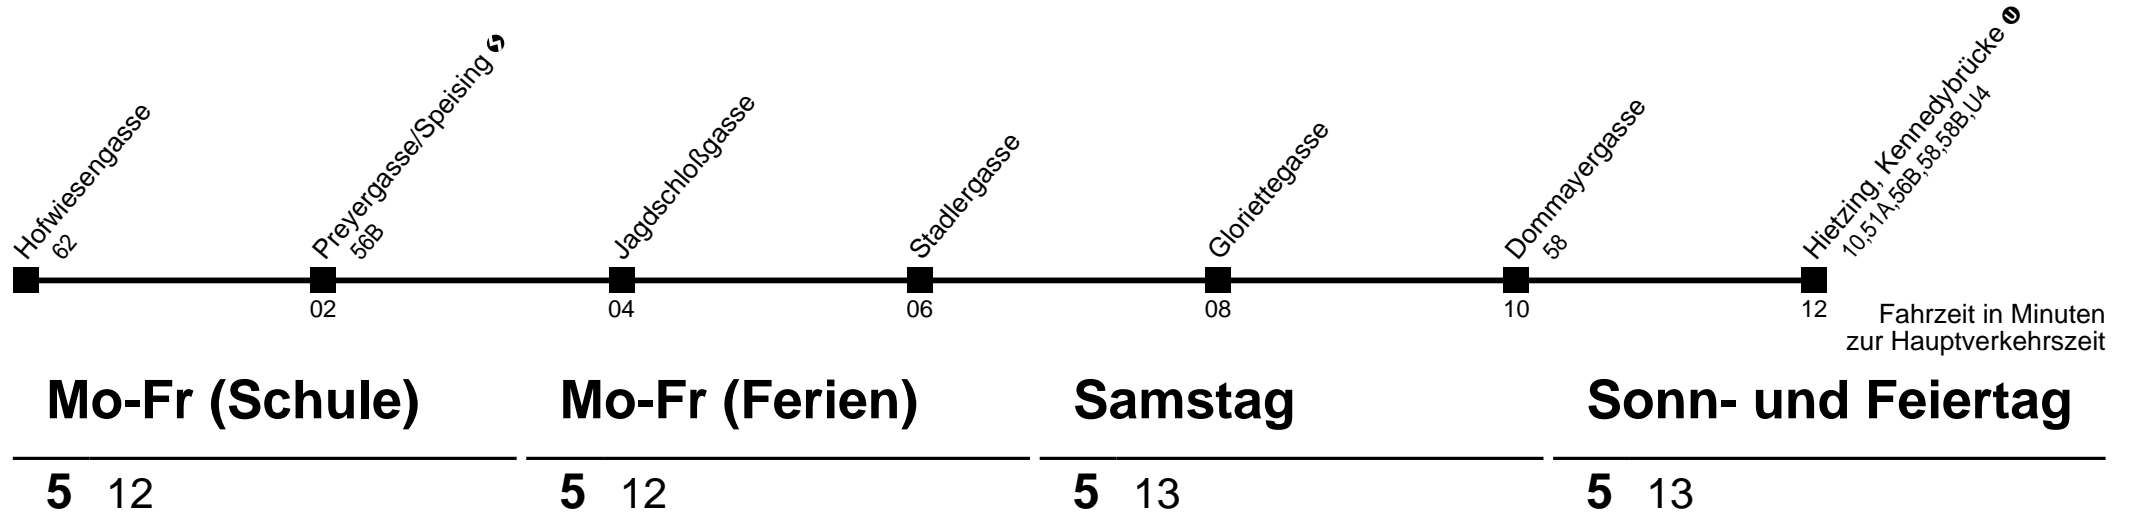 Hofwiesengasse
62
Preyergasse/Speising
56B
Jagdschloßgasse
Stadlergasse
Gloriettegasse
Dommayergasse
58
Hietzing, Kennedybrücke U
10,51A,56B,58,58B,U4
02 04 06 08 10 12
Fahrzeit in Minuten
zur Hauptverkehrszeit
Mo-Fr (Schule) Mo-Fr (Ferien) Samstag Sonn- und Feiertag
5 12 5 12 5 13 5 13